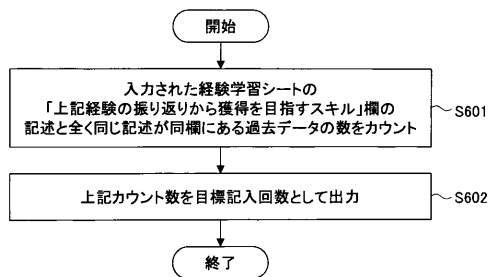 開始
入力された経験学習シートの
「上記経験の振り返りから獲得を目指すスキル」欄の
記述と全く同じ記述が同欄にある過去データの数をカウント
S601
上記カウント数を目標記入回数として出力
S602
終了